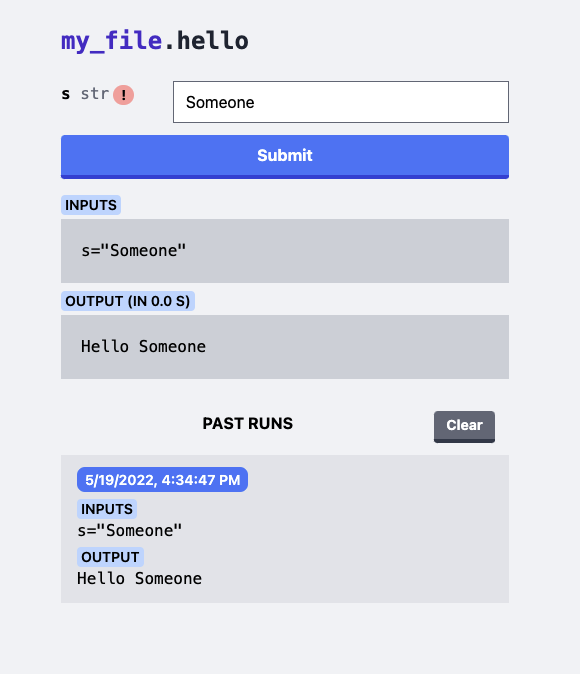 my_file.hello
s str ! Someone
Submit
INPUTS
s="Someone"
OUTPUT (IN 0.0 S)
Hello Someone
PAST RUNS Clear
5/19/2022, 4:34:47 PM
INPUTS
s="Someone"
OUTPUT
Hello Someone